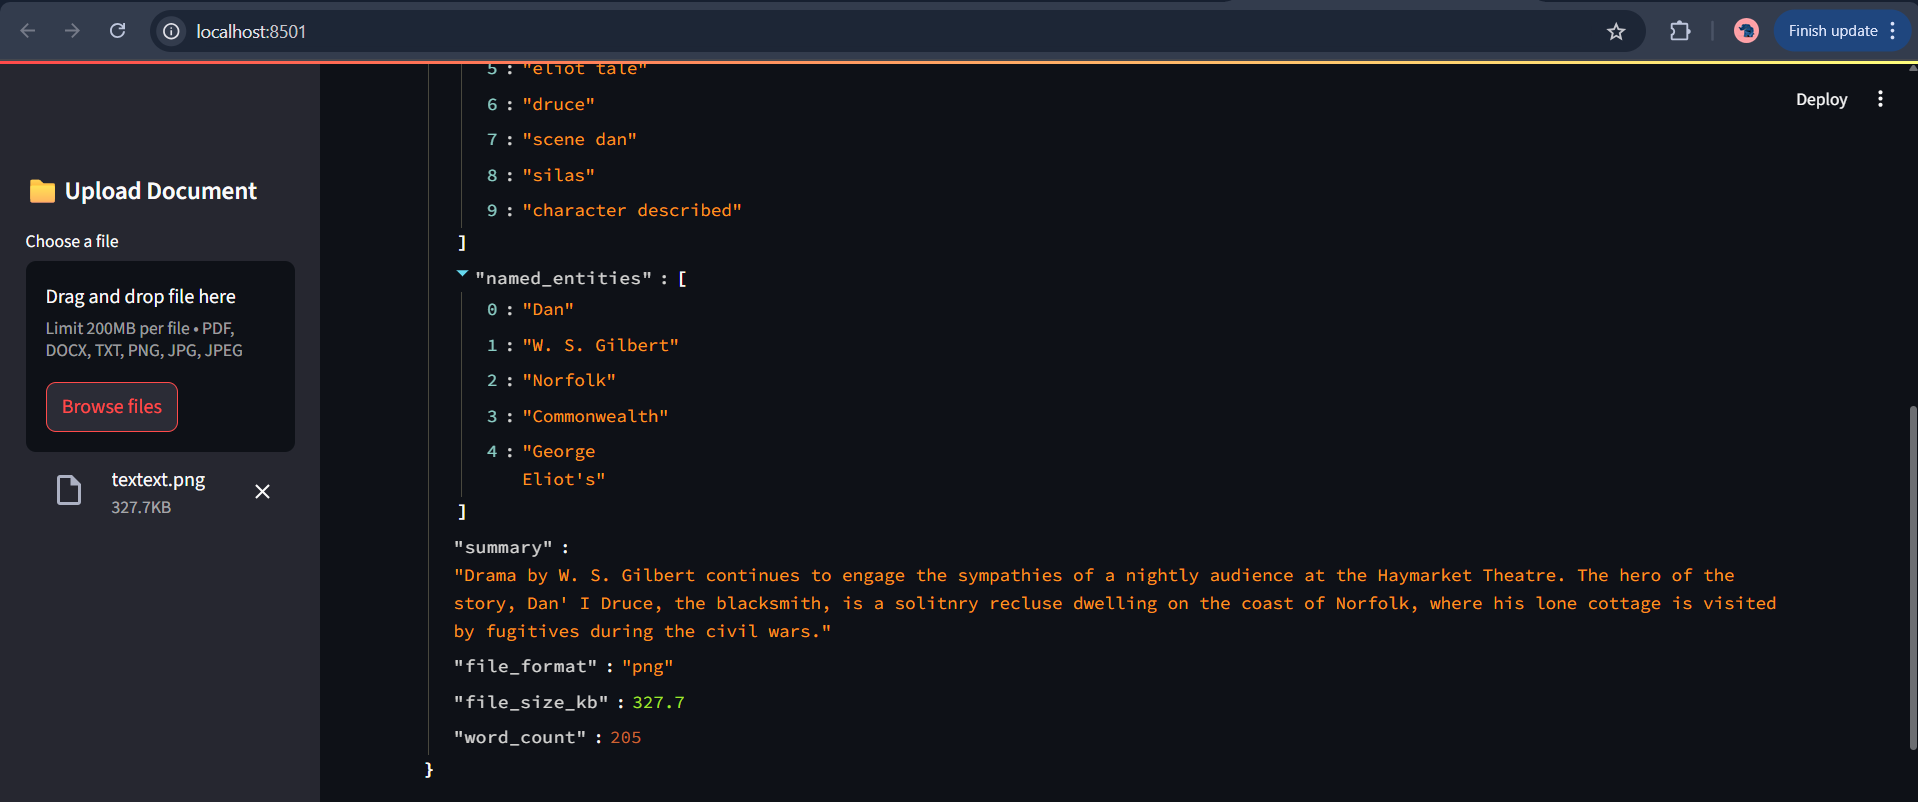 localhost:8501
Finish update
Deploy
Upload Document
Choose a file
Drag and drop file here
Limit 200MB per file • PDF,
DOCX, TXT, PNG, JPG, JPEG
Browse files
textext.png
327.7KB
5 : "eliot tale"
6 : "druce"
7 : "scene dan"
8 : "silas"
9 : "character described"
]
"named_entities" : [
0 : "Dan"
1 : "W. S. Gilbert"
2 : "Norfolk"
3 : "Commonwealth"
4 : "George
Eliot's"
]
"summary" :
"Drama by W. S. Gilbert continues to engage the sympathies of a nightly audience at the Haymarket Theatre. The hero of the
story, Dan' I Druce, the blacksmith, is a solitnry recluse dwelling on the coast of Norfolk, where his lone cottage is visited
by fugitives during the civil wars."
"file_format" : "png"
"file_size_kb" : 327.7
"word_count" : 205
}